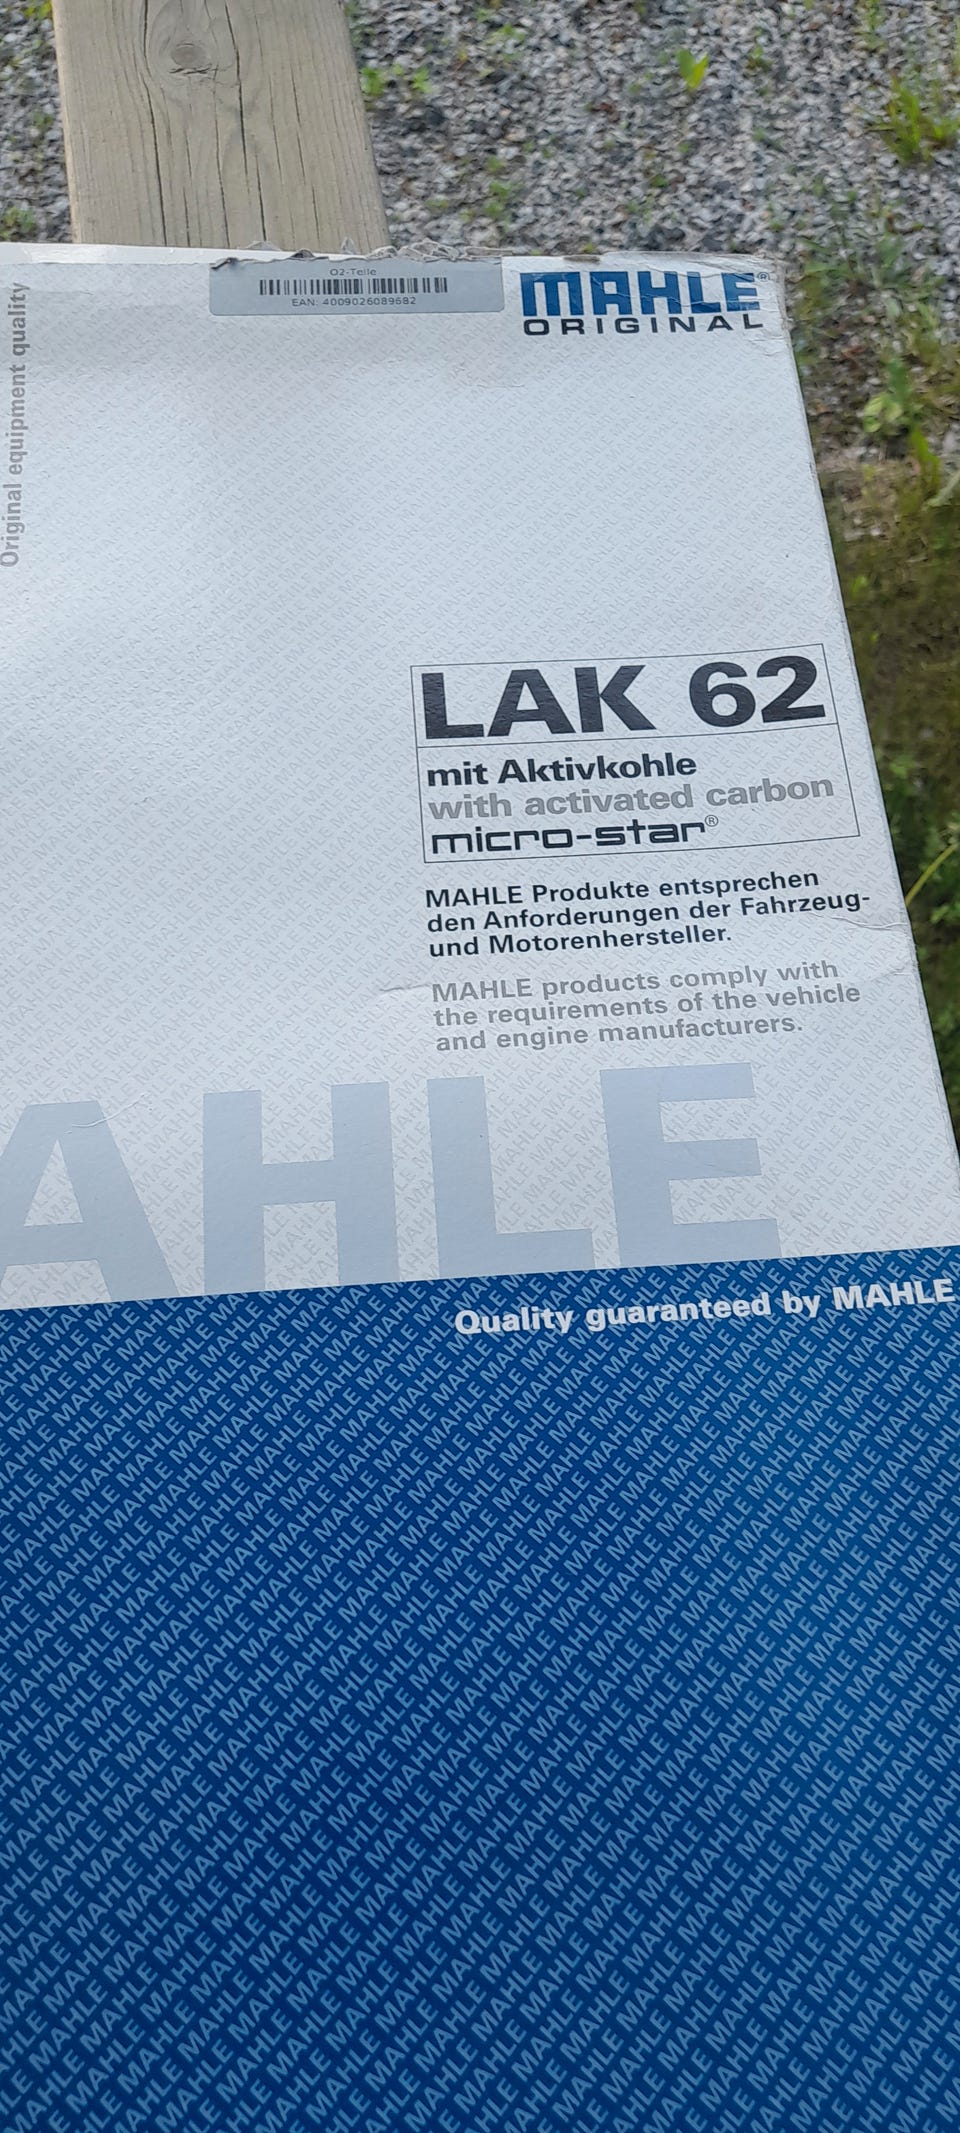 O2-Teile
EAN: 4009026089682
MAHLE®
ORIGINAL
Original equipment quality
LAK 62
mit Aktivkohle
with activated carbon
micro-star®
MAHLE Produkte entsprechen
den Anforderungen der Fahrzeug-
und Motorenhersteller.
MAHLE products comply with
the requirements of the vehicle
and engine manufacturers.
AHLE
Quality guaranteed by MAHLE